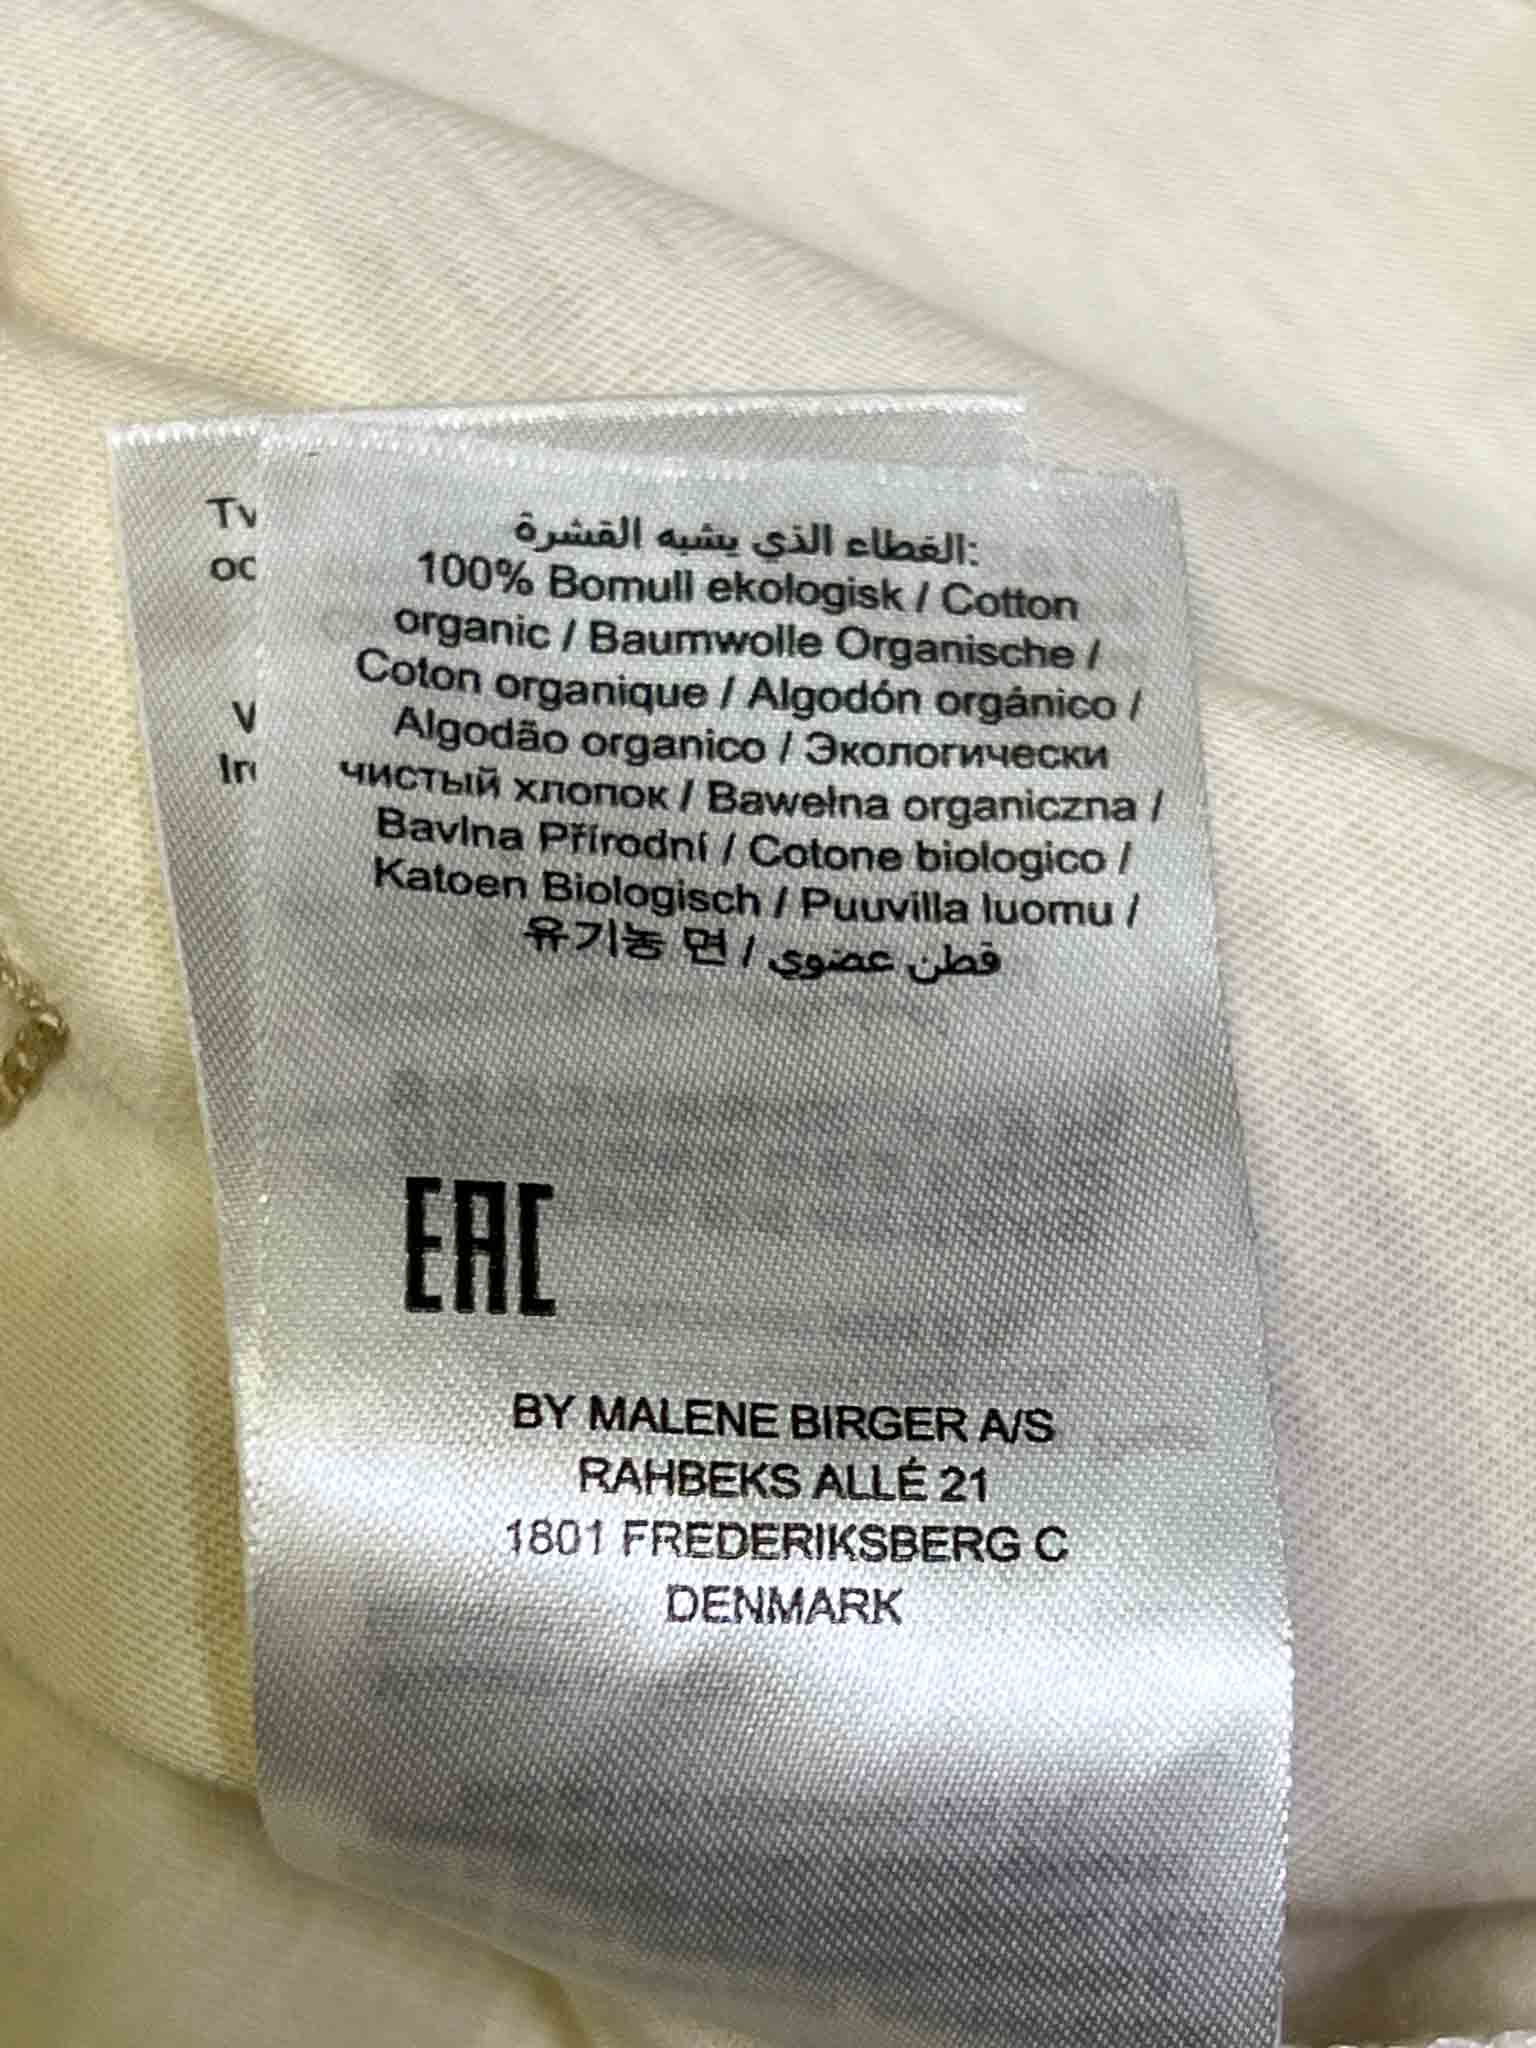 Tv
oc
V
الغطاء الذي يشبه القشرة:
100% Bomull ekologisk / Cotton
organic / Baumwolle Organische /
Coton organique / Algodón orgánico /
Algodão organico / Экологически
чистый хлопок / Bawełna organiczna /
Bavlna Přírodní / Cotone biologico /
Katoen Biologisch / Puuvilla luomu /
유기농 면 / قطن عضوي
EAC
BY MALENE BIRGER A/S
RAHBEKS ALLÉ 21
1801 FREDERIKSBERG C
DENMARK